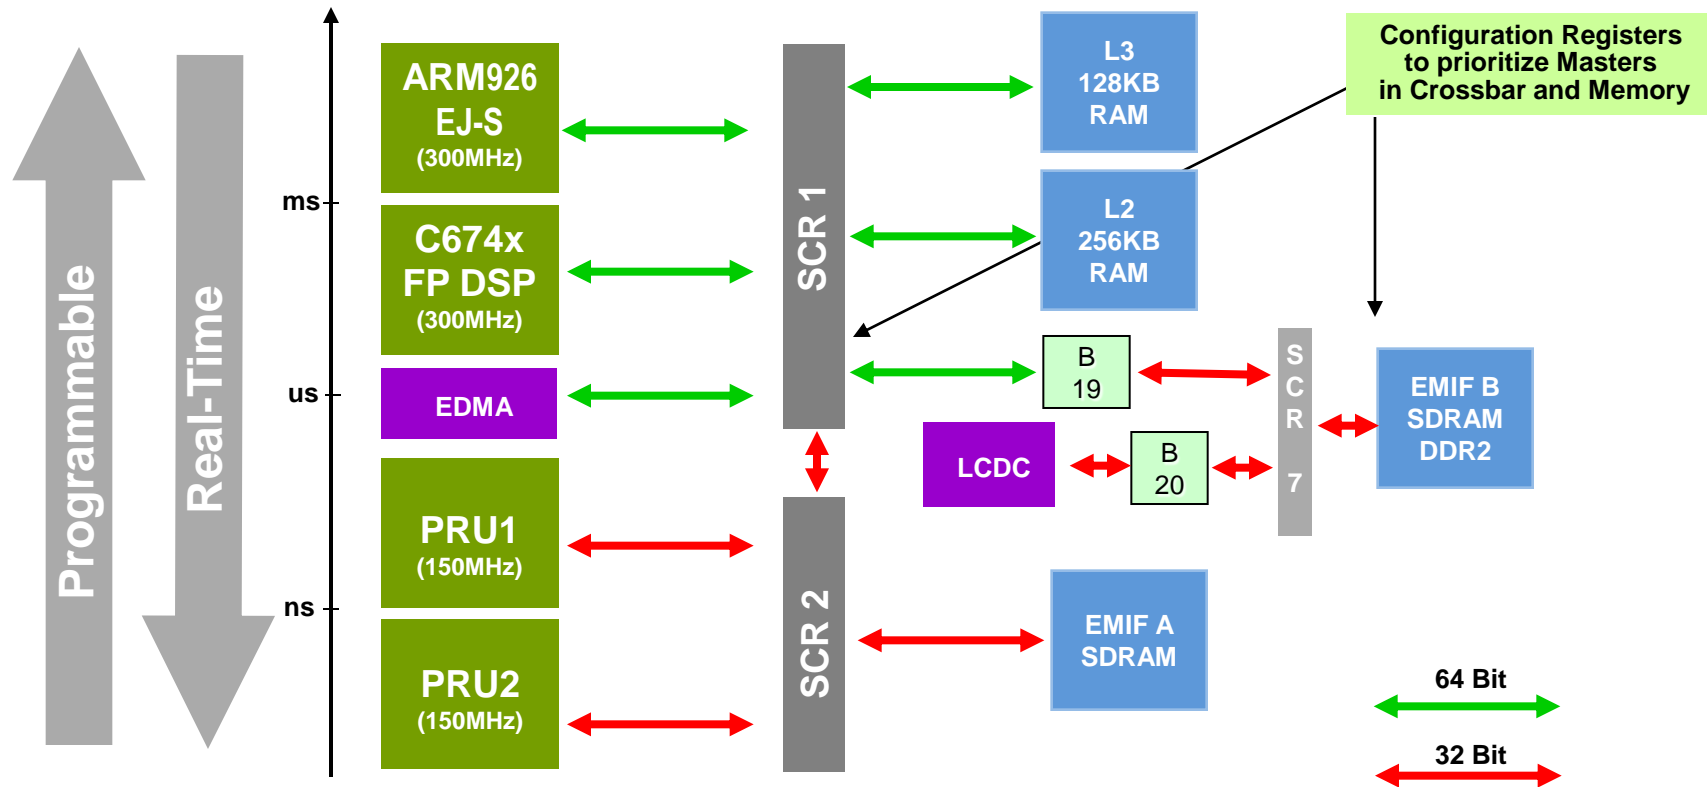 Programmable
Real-Time
ms
us
ns
ARM926
EJ-S
(300MHz)
C674x
FP DSP
(300MHz)
EDMA
PRU1
(150MHz)
PRU2
(150MHz)
SCR 1
SCR 2
L3
128KB
RAM
L2
256KB
RAM
B
19
LCDC
B
20
SCR 7
EMIF A
SDRAM
EMIF B
SDRAM
DDR2
Configuration Registers
to prioritize Masters
in Crossbar and Memory
64 Bit
32 Bit